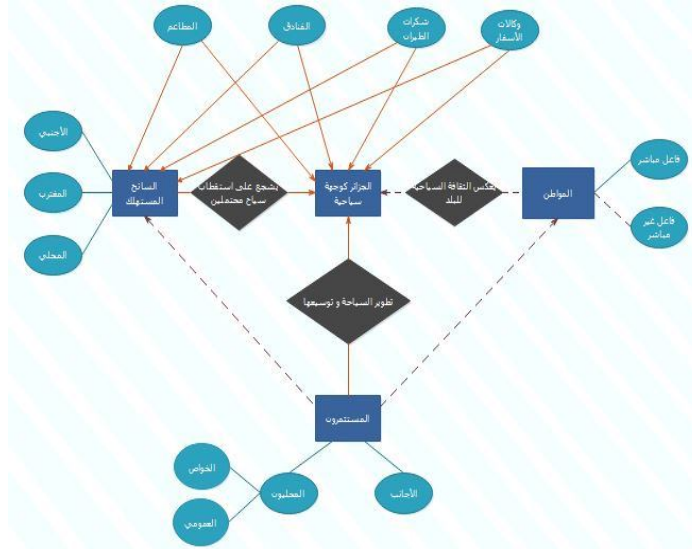 المطاعم
الفنادق
شكرات
الطيران
وكالات
الأسفار
الأجنبي
المغترب
المحلي
السائح
المستهلك
يشجع على استقطاب
سياح محتملين
الجزائر كوجهة
سياحية
يعكس الثقافة السياحية
للبلد
المواطن
فاعل مباشر
فاعل غير
مباشر
تطوير السياحة و توسيعها
المستثمرون
الخواص
العمومي
المحليون
الأجانب